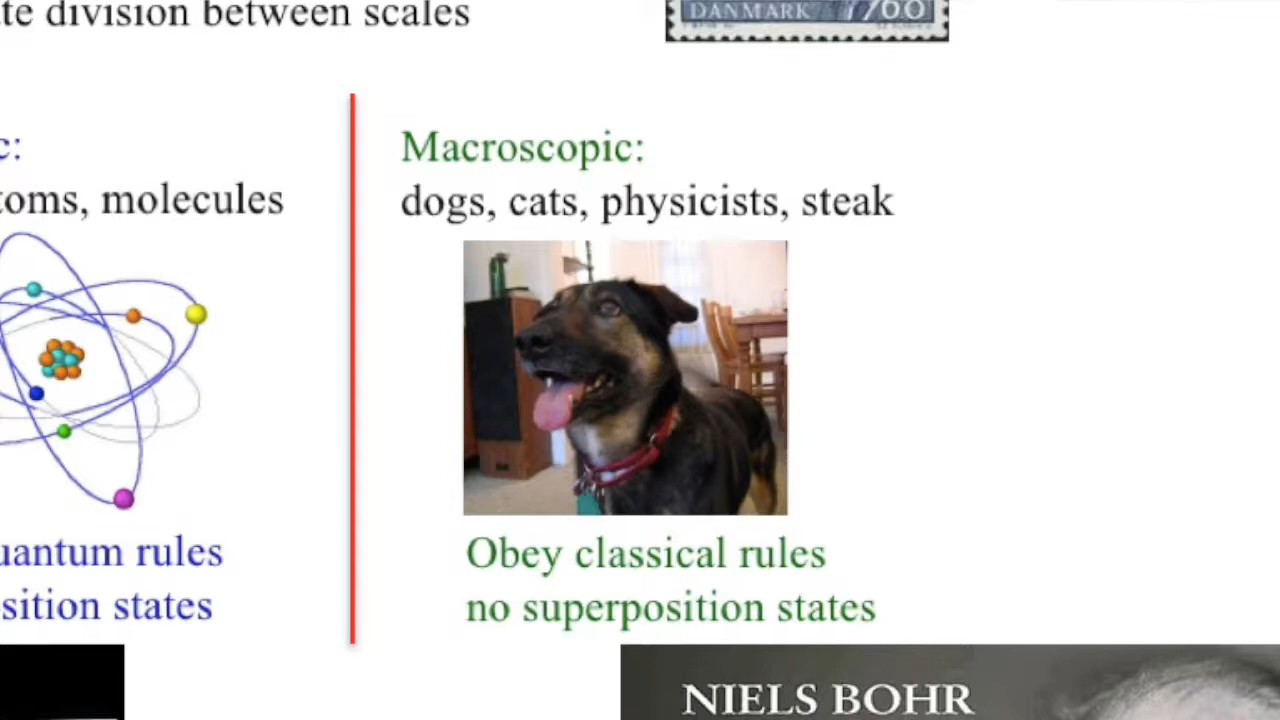 te division between scales
DANMARK 760
c:
toms, molecules
uantum rules
sition states
Macroscopic:
dogs, cats, physicists, steak
Obey classical rules
no superposition states
NIELS BOHR